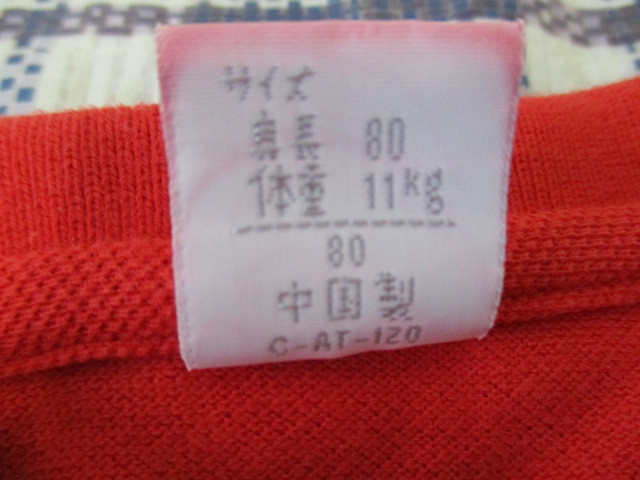 サイズ
身長 80
体重 11kg
80
中国製
C-AT-120